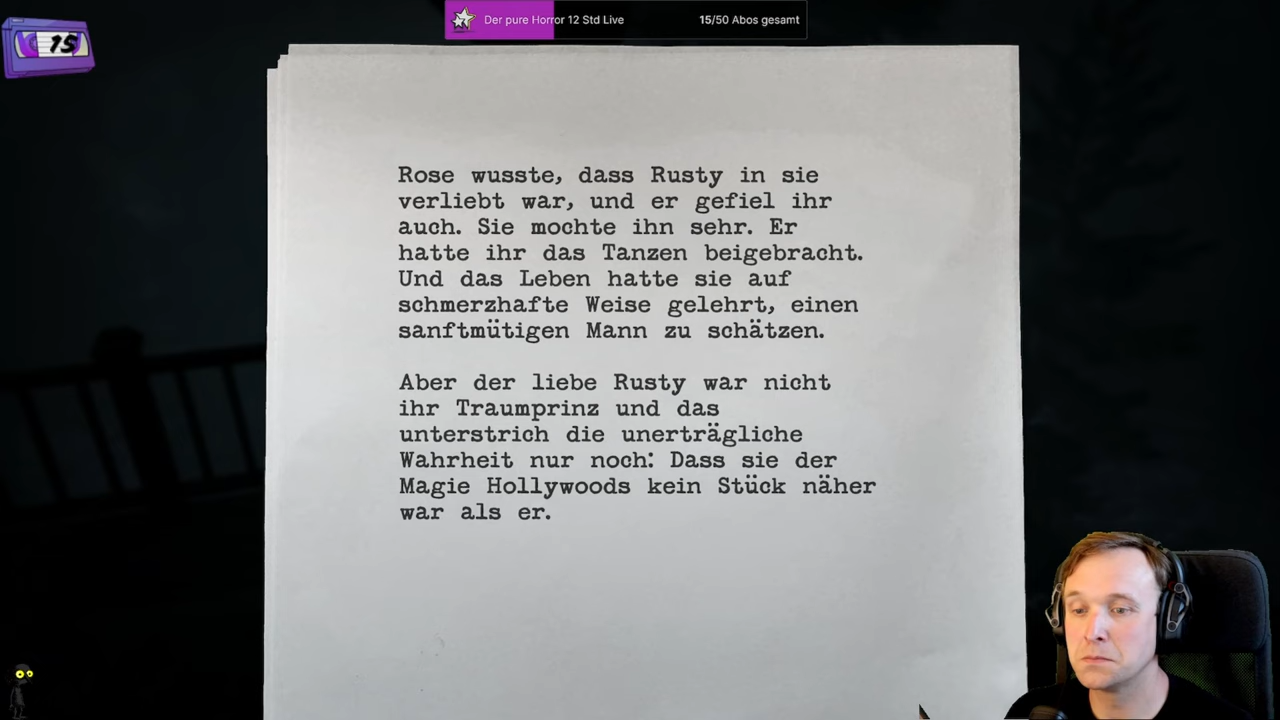 Der pure Horror 12 Std Live
15/50 Abos gesamt
15
Rose wusste, dass Rusty in sie
verliebt war, und er gefiel ihr
auch. Sie mochte ihn sehr. Er
hatte ihr das Tanzen beigebracht.
Und das Leben hatte sie auf
schmerzhafte Weise gelehrt, einen
sanftmütigen Mann zu schätzen.
Aber der liebe Rusty war nicht
ihr Traumprinz und das
unterstrich die unerträgliche
Wahrheit nur noch: Dass sie der
Magie Hollywoods kein Stück näher
war als er.